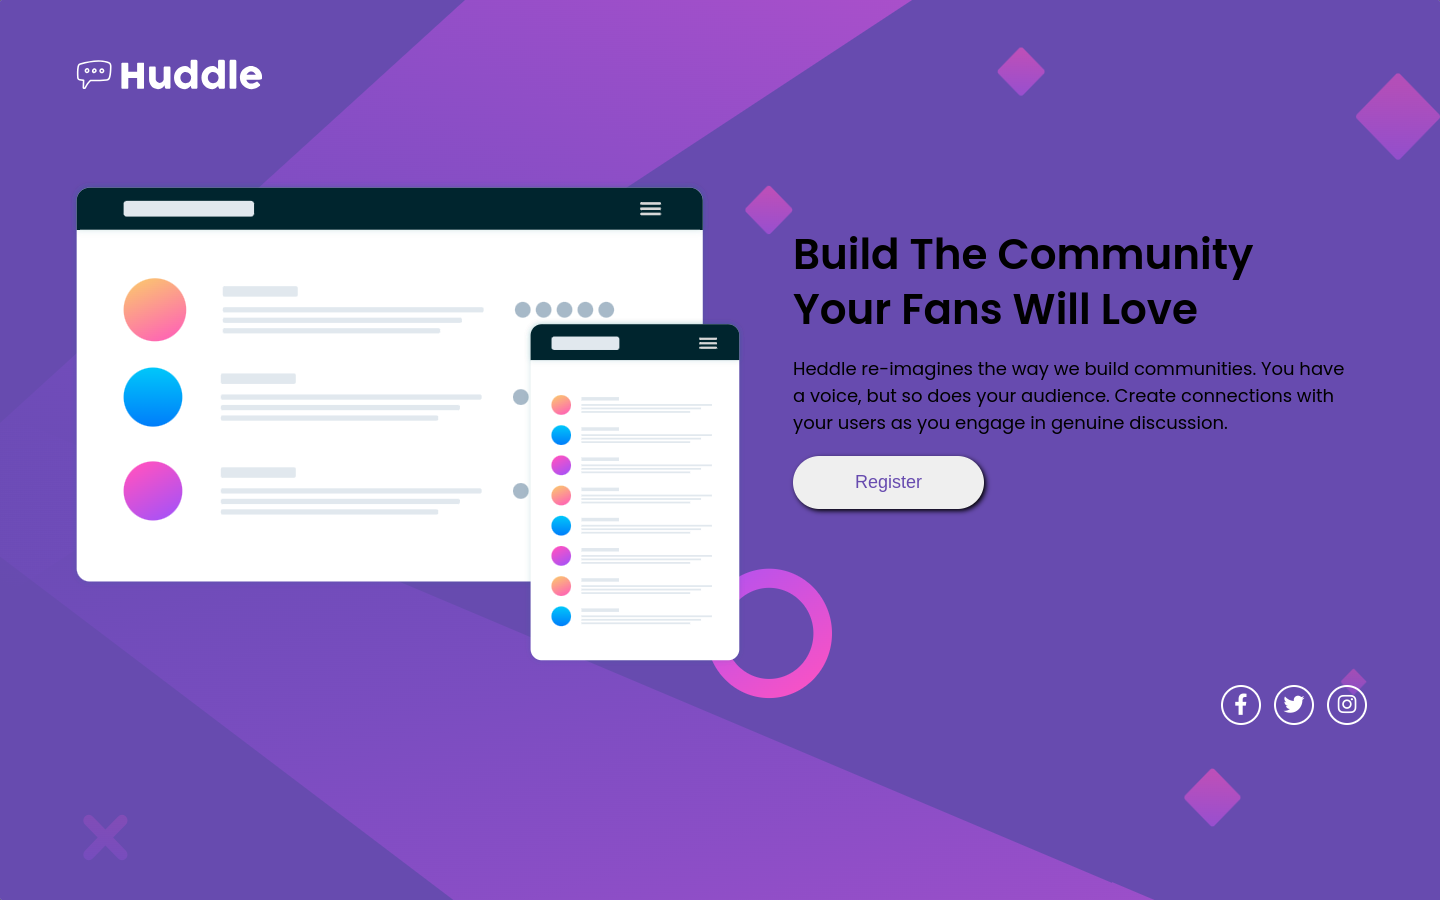 Huddle
Build The Community
Your Fans Will Love
Heddle re-imagines the way we build communities. You have
a voice, but so does your audience. Create connections with
your users as you engage in genuine discussion.
Register